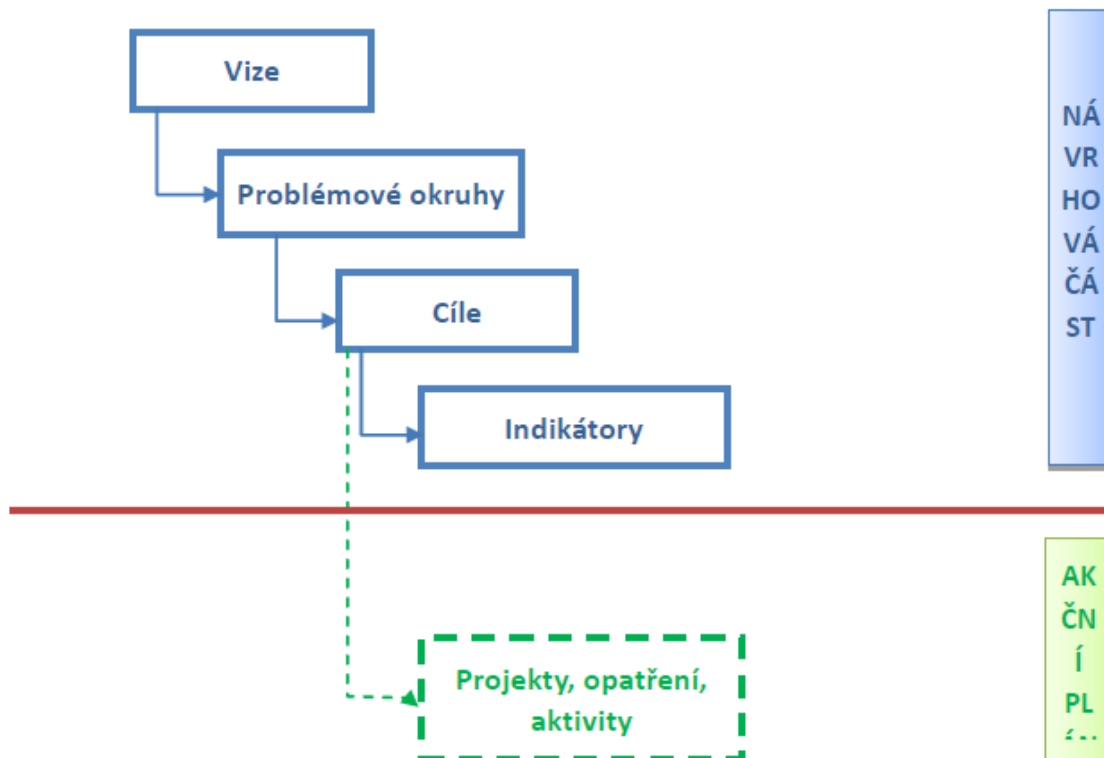 Vize
Problémové okruhy
Cíle
Indikátory
NÁ
VR
HO
VÁ
ČÁ
ST
Projekty, opatření,
aktivity
AK
ČN
Í
PL